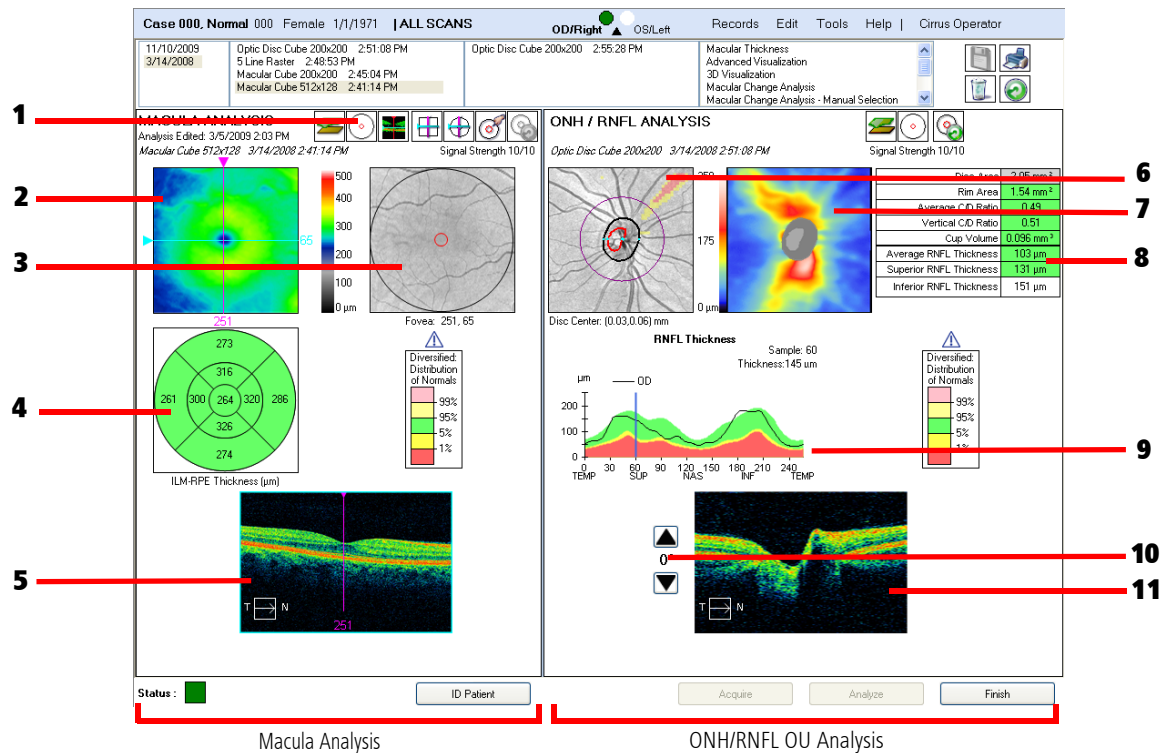 Case 000, Normal 000 Female 1/1/1971 | ALL SCANS
OD/Right OS/Left
Records Edit Tools Help | Cirrus Operator
11/10/2009
3/14/2008
Optic Disc Cube 200x200 2:51:08 PM
5 Line Raster 2:48:53 PM
Macular Cube 200x200 2:45:04 PM
Macular Cube 512x128 2:41:14 PM
Optic Disc Cube 200x200 2:55:28 PM
Macular Thickness
Advanced Visualization
3D Visualization
Macular Change Analysis
Macular Change Analysis - Manual Selection
1
MACULA ANALYSIS
Analysis Edited: 3/5/2009 2:03 PM
Macular Cube 512x128 3/14/2008 2:41:14 PM
Signal Strength 10/10
2
65
251
500
400
300
200
100
0 µm
3
Fovea: 251, 65
4
273
316
261 300 264 320 286
326
274
ILM-RPE Thickness (µm)
Diversified:
Distribution
of Normals
99%
95%
5%
1%
5
T N
251
ONH / RNFL ANALYSIS
Optic Disc Cube 200x200 3/14/2008 2:51:08 PM
Signal Strength 10/10
6
350
175
0 µm
7
Disc Area 2.05 mm²
Rim Area 1.54 mm²
Average C/D Ratio 0.49
Vertical C/D Ratio 0.51
Cup Volume 0.096 mm³
Average RNFL Thickness 103 µm
Superior RNFL Thickness 131 µm
Inferior RNFL Thickness 151 µm
8
Disc Center: (0.03,0.06) mm
RNFL Thickness
Sample: 60
Thickness:145 um
µm
OD
200
100
0
0 30 60 90 120 150 180 210 240
TEMP SUP NAS INF TEMP
Diversified:
Distribution
of Normals
99%
95%
5%
1%
9
0°
10
11
T N
Status :
ID Patient
Acquire
Analyze
Finish
Macula Analysis
ONH/RNFL OU Analysis